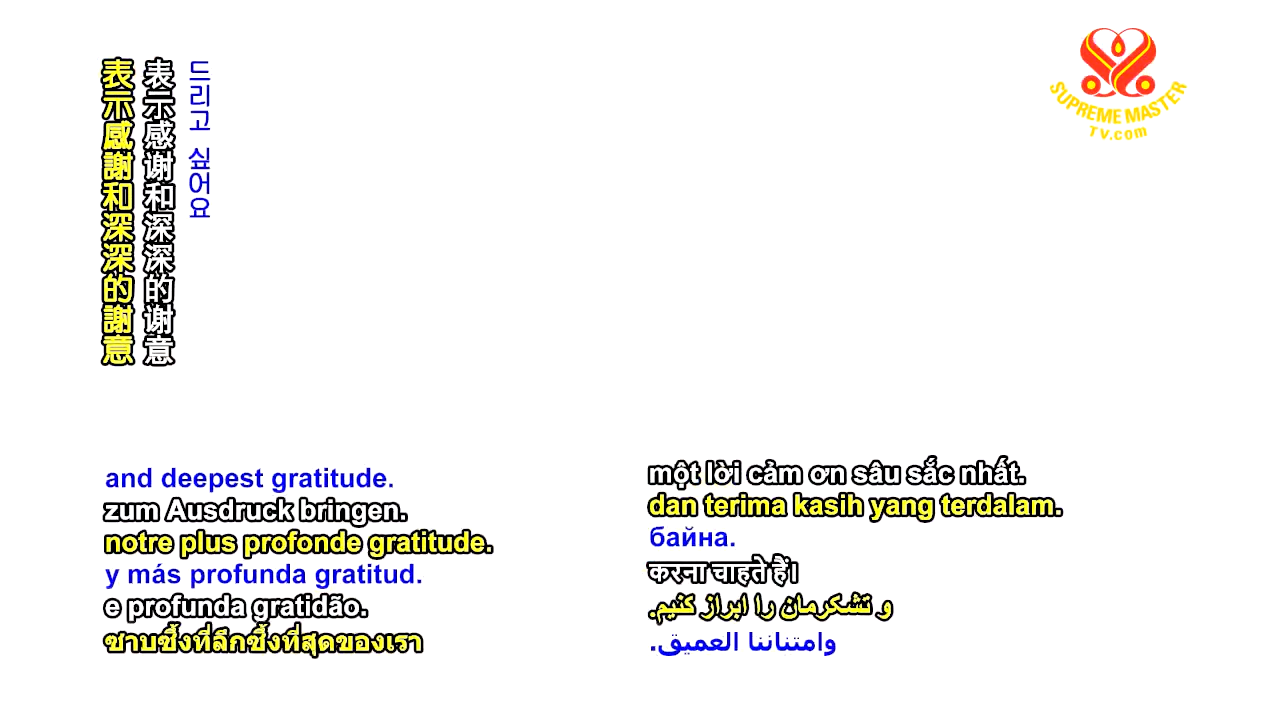 表示感謝和深深的謝意
表示感谢和深深的谢意
드리고 싶어요
SUPREME MASTER
TV.com
and deepest gratitude.
zum Ausdruck bringen.
notre plus profonde gratitude.
y más profunda gratitud.
e profunda gratidão.
ซาบซึ้งที่ลึกซึ้งที่สุดของเรา
một lời cảm ơn sâu sắc nhất.
dan terima kasih yang terdalam.
байна.
करना चाहते हैं।
و تشکرمان را ابراز کنیم.
وامتناننا العميق.